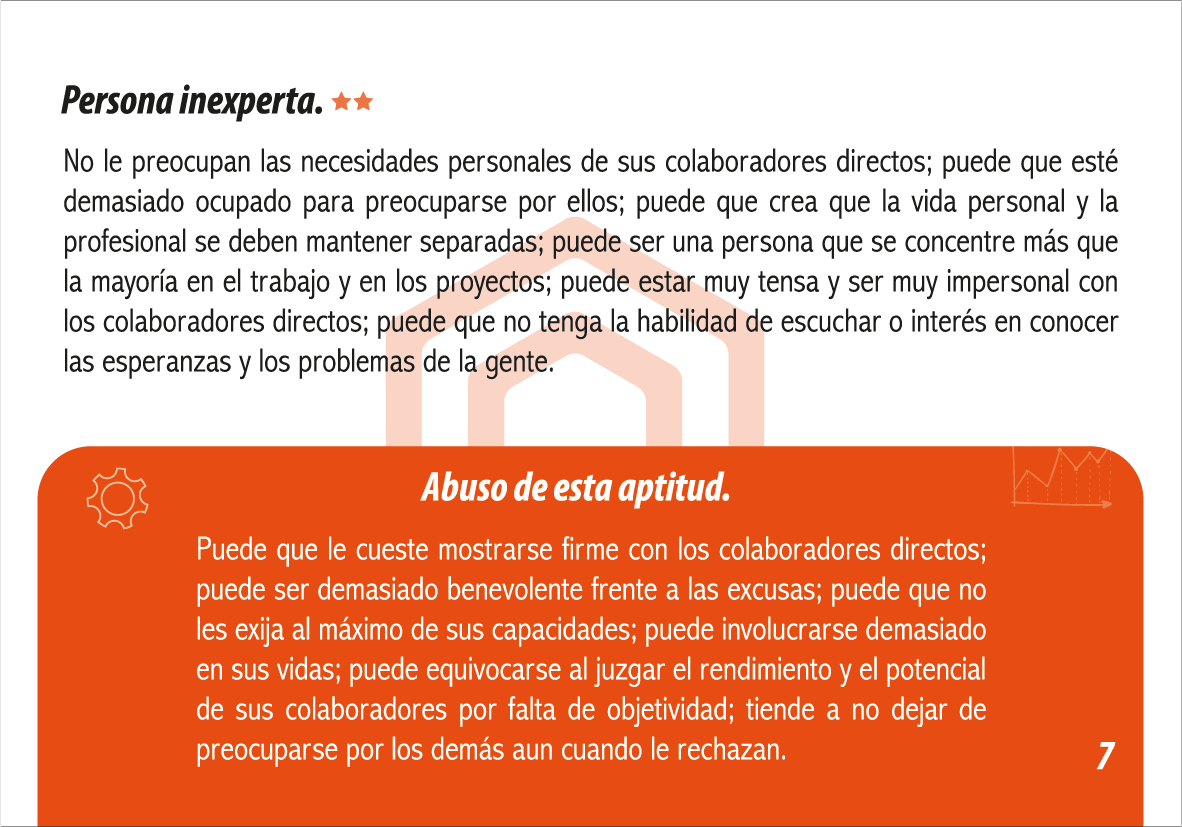 Persona inexperta.
No le preocupan las necesidades personales de sus colaboradores directos; puede que esté
demasiado ocupado para preocuparse por ellos; puede que crea que la vida personal y la
profesional se deben mantener separadas; puede ser una persona que se concentre más que
la mayoría en el trabajo y en los proyectos; puede estar muy tensa y ser muy impersonal con
los colaboradores directos; puede que no tenga la habilidad de escuchar o interés en conocer
las esperanzas y los problemas de la gente.
Abuso de esta aptitud.
Puede que le cueste mostrarse firme con los colaboradores directos;
puede ser demasiado benevolente frente a las excusas; puede que no
les exija al máximo de sus capacidades; puede involucrarse demasiado
en sus vidas; puede equivocarse al juzgar el rendimiento y el potencial
de sus colaboradores por falta de objetividad; tiende a no dejar de
preocuparse por los demás aun cuando le rechazan.
7